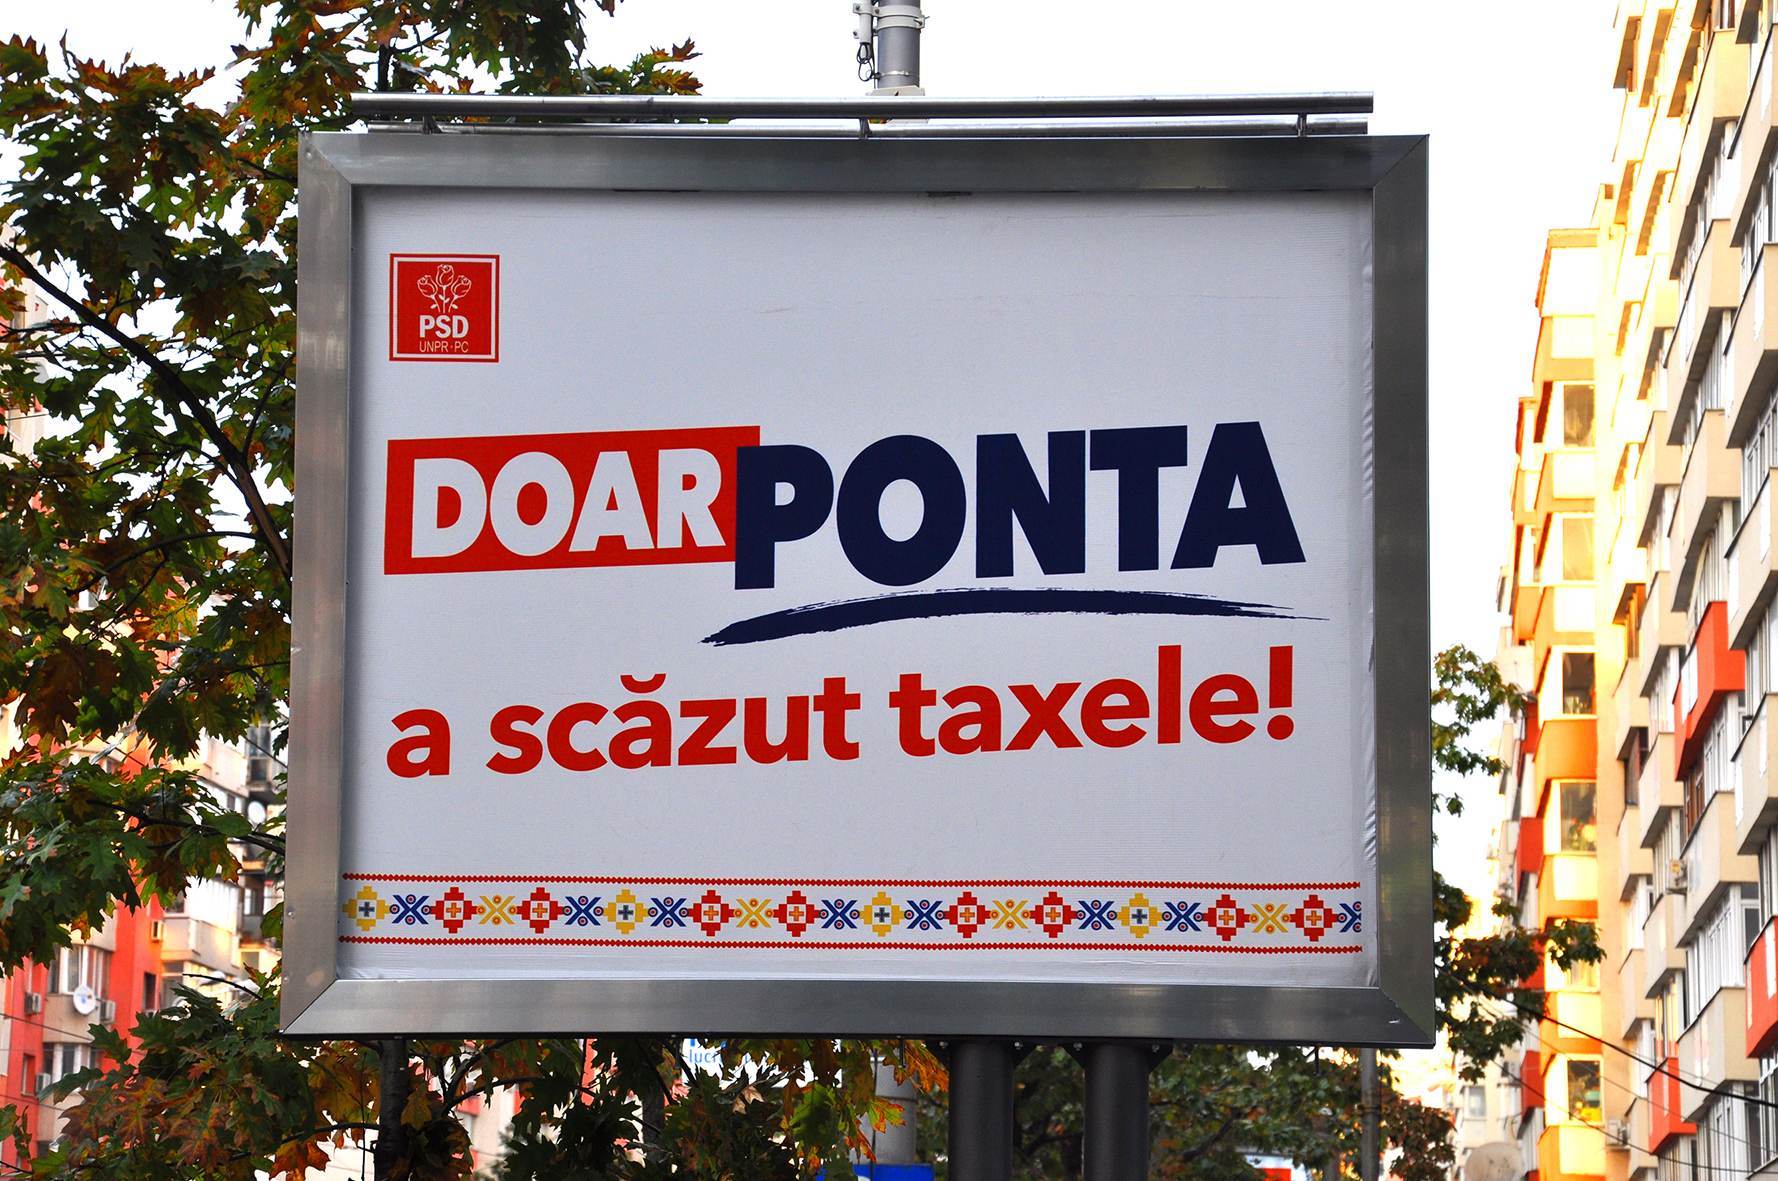 PSD
UNPR-PC
DOAR PONTA
a scăzut taxele!